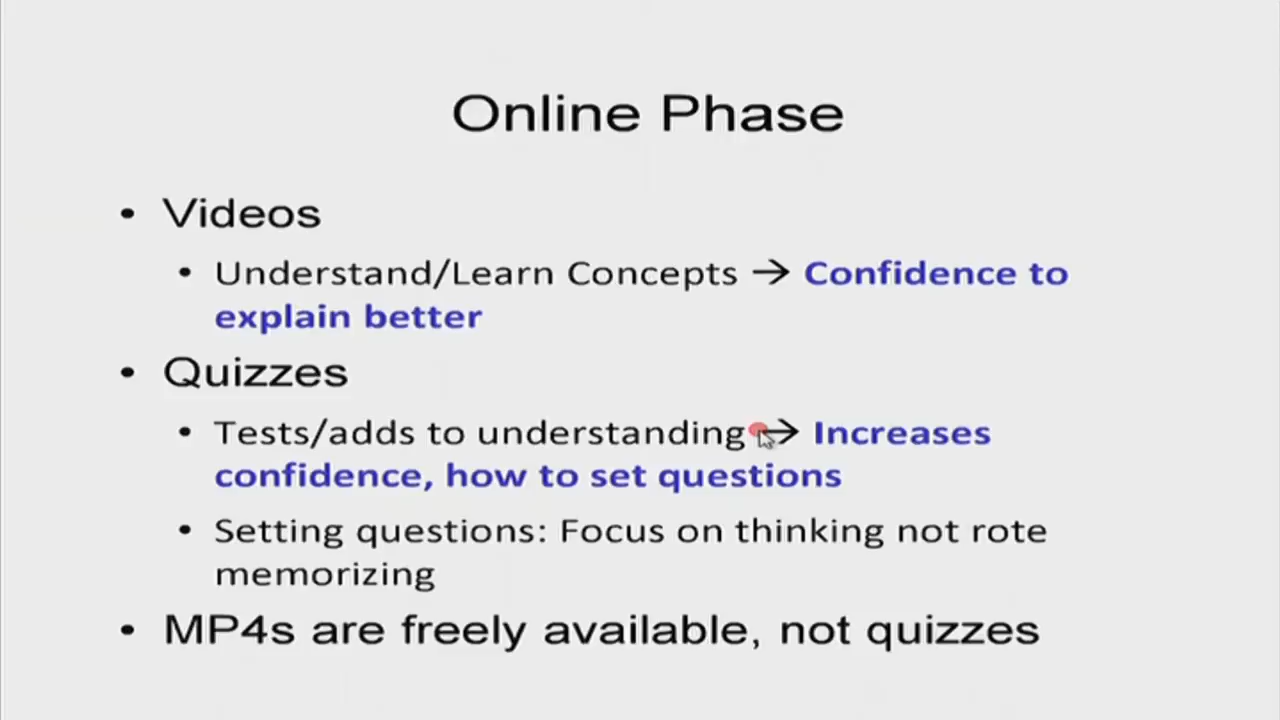 Online Phase
• Videos
• Understand/Learn Concepts → Confidence to
explain better
• Quizzes
• Tests/adds to understanding → Increases
confidence, how to set questions
• Setting questions: Focus on thinking not rote
memorizing
• MP4s are freely available, not quizzes